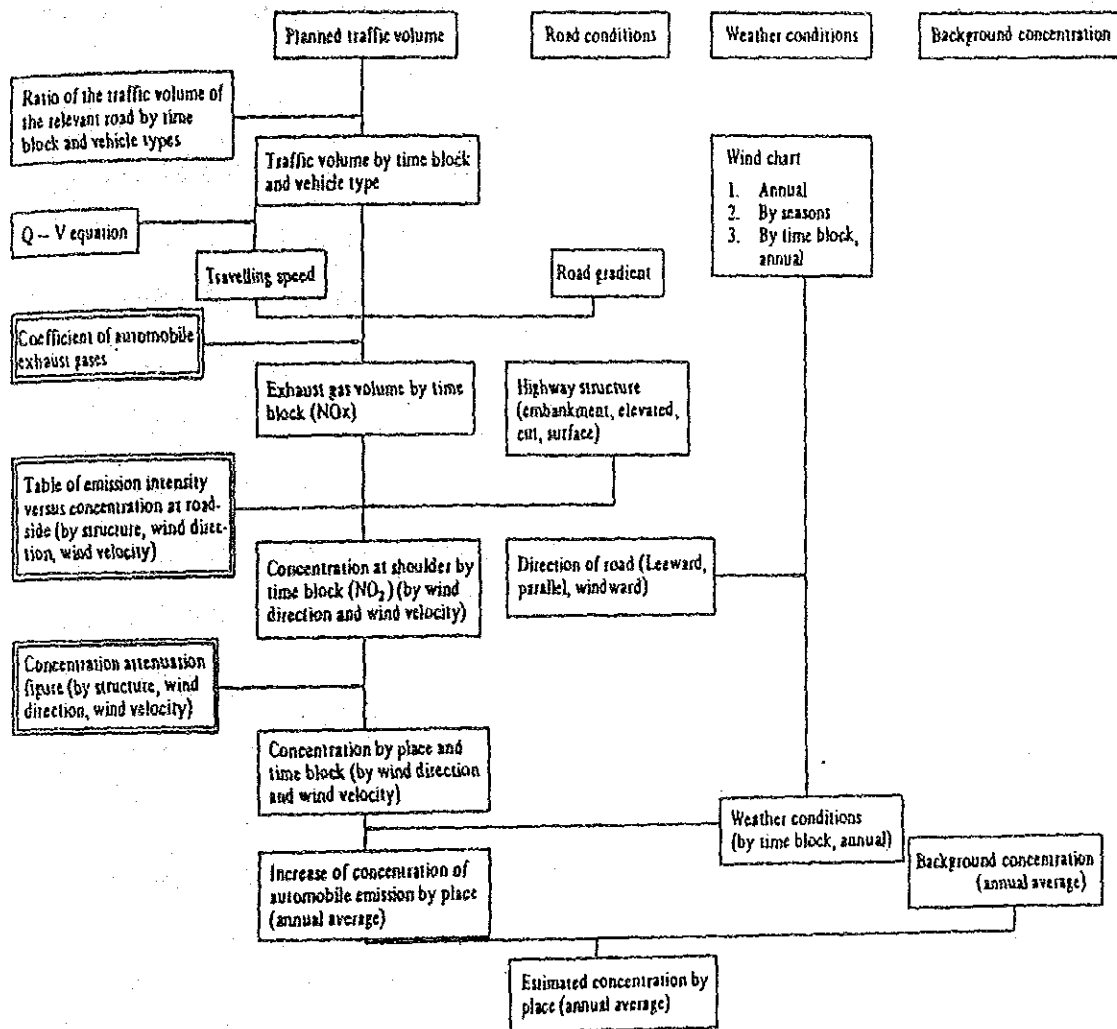 Planned traffic volume
Road conditions
Weather conditions
Background concentration
Ratio of the traffic volume of
the relevant road by time
block and vehicle types
Traffic volume by time block
and vehicle type
Wind chart
1. Annual
2. By seasons
3. By time block,
annual
Q – V equation
Travelling speed
Road gradient
Coefficient of automobile
exhaust gases
Exhaust gas volume by time
block (NOx)
Highway structure
(embankment, elevated,
cut, surface)
Table of emission intensity
versus concentration at road-
side (by structure, wind direc-
tion, wind velocity)
Concentration at shoulder by
time block (NO₂) (by wind
direction and wind velocity)
Direction of road (Leeward,
parallel, windward)
Concentration attenuation
figure (by structure, wind
direction, wind velocity)
Concentration by place and
time block (by wind direction
and wind velocity)
Weather conditions
(by time block, annual)
Increase of concentration of
automobile emission by place
(annual average)
Background concentration
(annual average)
Estimated concentration by
place (annual average)